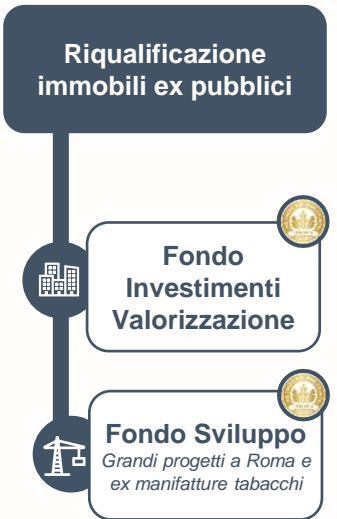 Riqualificazione
immobili ex pubblici
Fondo
Investimenti
Valorizzazione
Fondo Sviluppo
Grandi progetti a Roma e
ex manifatture tabacchi